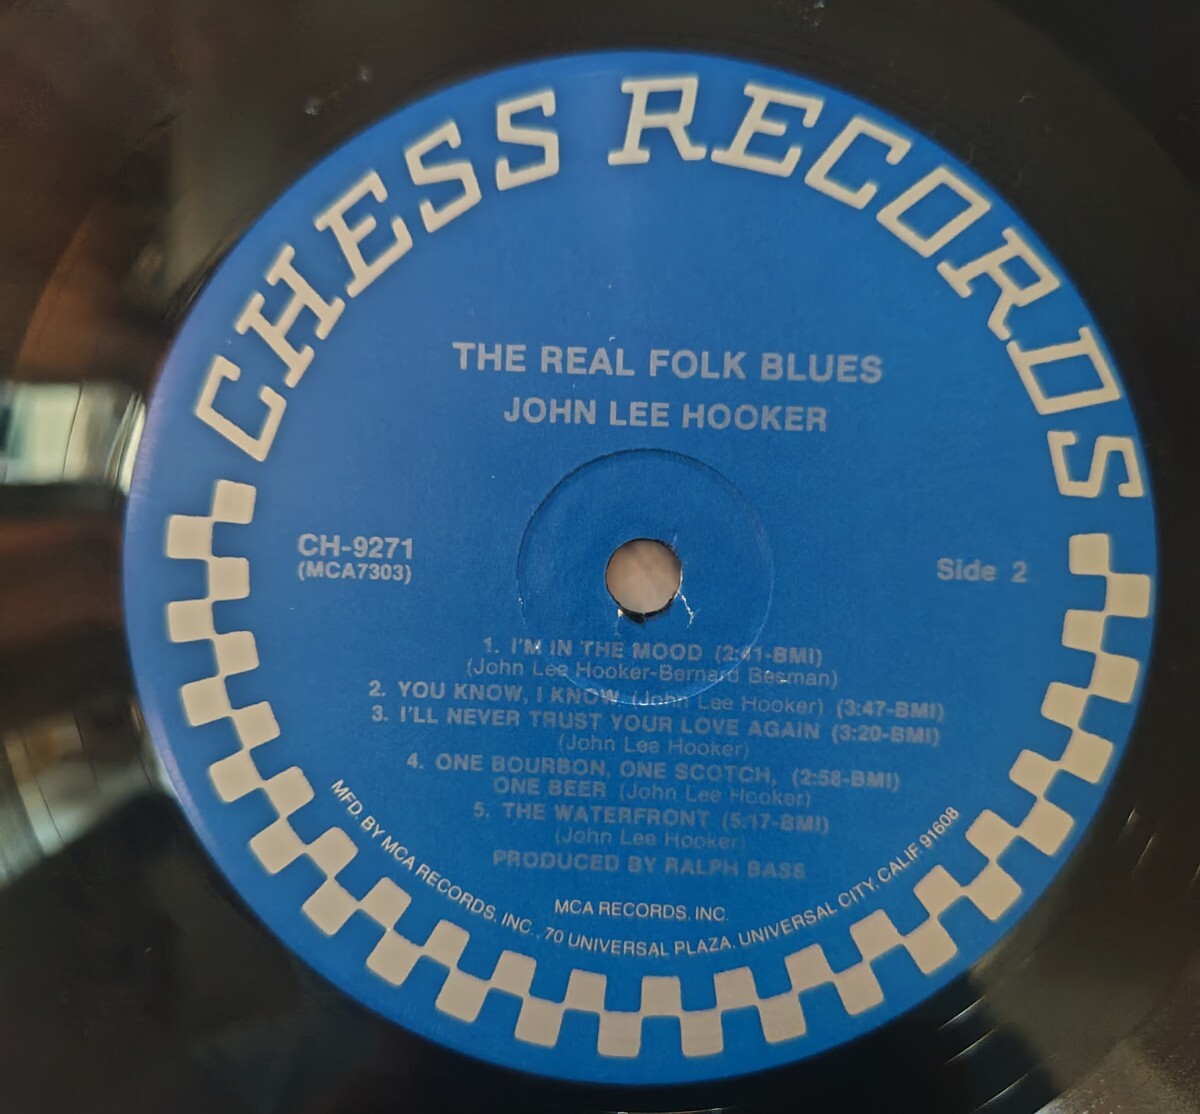 CHESS RECORDS
THE REAL FOLK BLUES
JOHN LEE HOOKER
CH-9271
(MCA7303)
Side 2
1. I'M IN THE MOOD (2:41-BMI)
(John Lee Hooker-Bernard Besman)
2. YOU KNOW, I KNOW (John Lee Hooker) (3:47-BMI)
3. I'LL NEVER TRUST YOUR LOVE AGAIN (3:20-BMI)
(John Lee Hooker)
4. ONE BOURBON, ONE SCOTCH, (2:58-BMI)
ONE BEER (John Lee Hooker)
5. THE WATERFRONT (5:17-BMI)
(John Lee Hooker)
PRODUCED BY RALPH BASS
MCA RECORDS, INC.
MFD. BY MCA RECORDS, INC., 70 UNIVERSAL PLAZA, UNIVERSAL CITY, CALIF. 91608